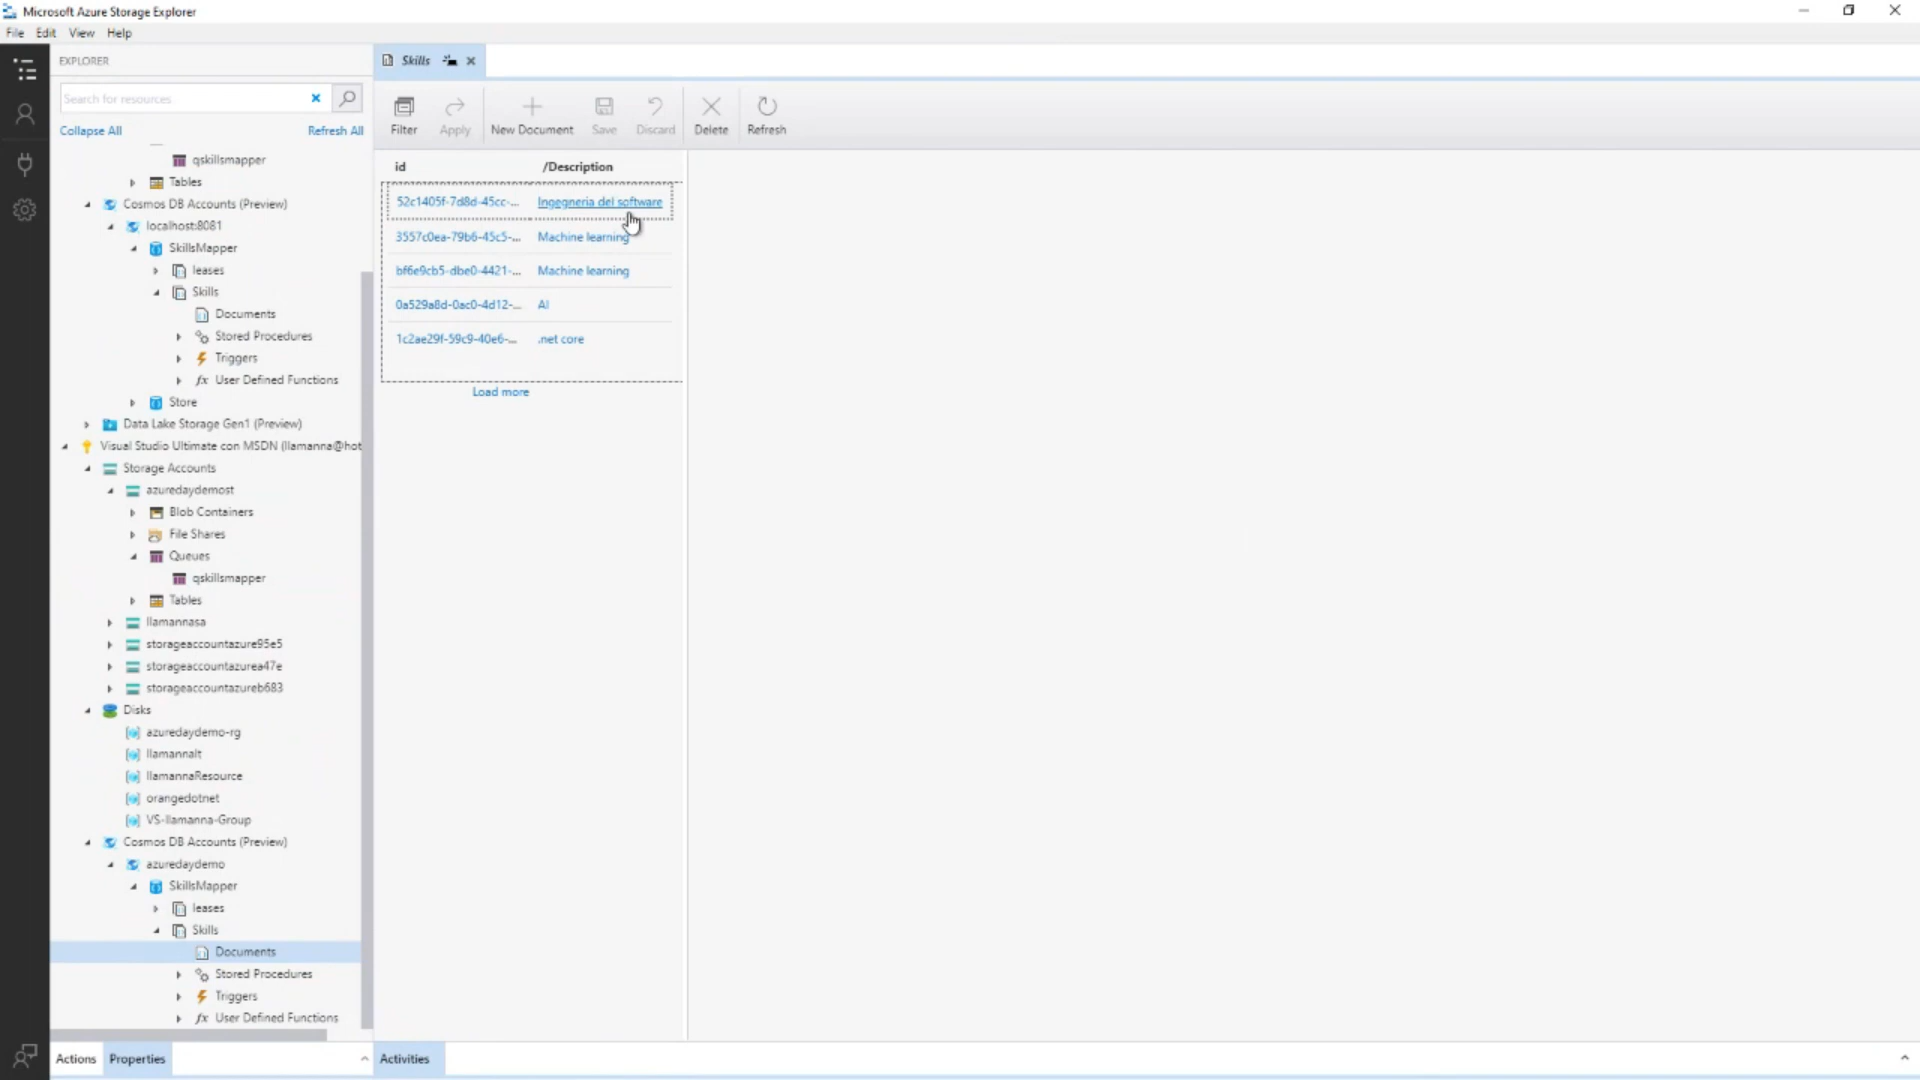 Microsoft Azure Storage Explorer
File Edit View Help
EXPLORER
Search for resources
Collapse All Refresh All
qskillsmapper
Tables
Cosmos DB Accounts (Preview)
localhost:8081
SkillsMapper
leases
Skills
Documents
Stored Procedures
Triggers
fx User Defined Functions
Store
Data Lake Storage Gen1 (Preview)
Visual Studio Ultimate con MSDN (llamanna@hot
Storage Accounts
azuredaydemost
Blob Containers
File Shares
Queues
qskillsmapper
Tables
llamannasa
storageaccountazure95e5
storageaccountazurea47e
storageaccountazureb683
Disks
azuredaydemo-rg
llamannaIt
llamannaResource
orangedotnet
VS-llamanna-Group
Cosmos DB Accounts (Preview)
azuredaydemo
SkillsMapper
leases
Skills
Documents
Stored Procedures
Triggers
fx User Defined Functions
Actions Properties
Skills
Filter Apply New Document Save Discard Delete Refresh
id /Description
52c1405f-7d8d-45cc-... Ingegneria del software
3557c0ea-79b6-45c5-... Machine learning
bf6e9cb5-dbe0-4421-... Machine learning
0a529a8d-0ac0-4d12-... AI
1c2ae29f-59c9-40e6-... .net core
Load more
Activities